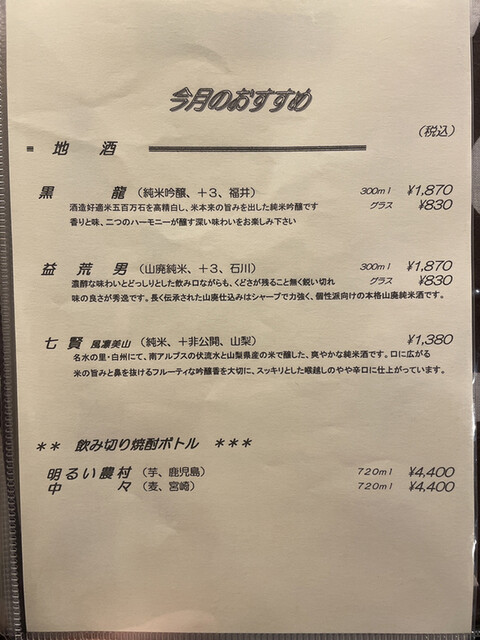 今月のおすすめ
(税込)
地 酒
黒 龍 (純米吟醸、＋3、福井) 300ml ¥1,870
酒造好適米五百万石を高精白し、米本来の旨みを出した純米吟醸です グラス ¥830
香りと味、二つのハーモニーが醸す深い味わいをお楽しみ下さい
益 荒 男 (山廃純米、＋3、石川) 300ml ¥1,870
濃醇な味わいとどっしりとした飲み口ながらも、くどさが残ること無く鋭い切れ グラス ¥830
味の良さが秀逸です。長く伝承された山廃仕込みはシャープで力強く、個性派向けの本格山廃純米酒です。
七 賢 風凛美山 (純米、＋非公開、山梨) ¥1,380
名水の里・白州にて、南アルプスの伏流水と山梨県産の米で醸した、爽やかな純米酒です。口に広がる
米の旨みと鼻を抜けるフルーティな吟醸香を大切に、スッキリとした喉越しのやや辛口に仕上がっています。
＊＊ 飲み切り焼酎ボトル ＊＊＊
明るい農村 (芋、鹿児島) 720ml ¥4,400
中 々 (麦、宮崎) 720ml ¥4,400